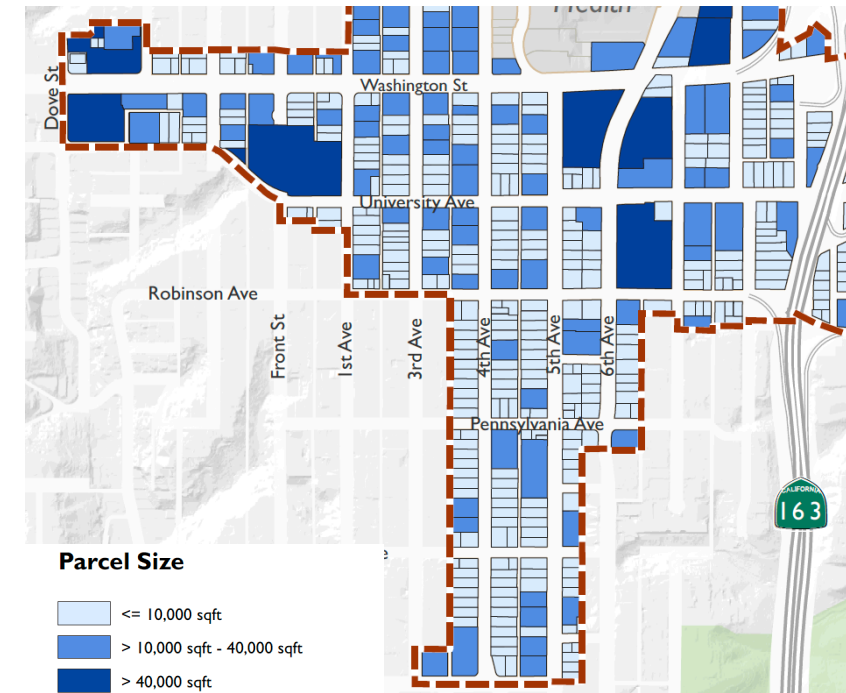 Health
Washington St
Dove St
University Ave
Robinson Ave
Front St
1st Ave
3rd Ave
4th Ave
5th Ave
6th Ave
Pennsylvania Ave
CALIFORNIA
163
e
Parcel Size
<= 10,000 sqft
> 10,000 sqft - 40,000 sqft
> 40,000 sqft